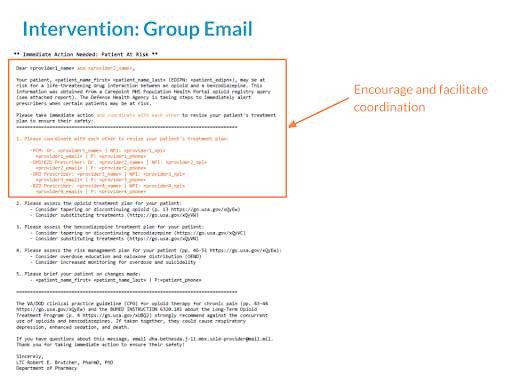 Intervention: Group Email
** Immediate Action Needed: Patient At Risk **
Dear <provider1_name> and <provider2_name>,
Your patient, <patient_name_first> <patient_name_last> (EDIPN: <patient_edipn>), may be at
risk for a life-threatening drug interaction between an opioid and a benzodiazepine. This
information was obtained from a Carepoint MHS Population Health Portal opioid registry query
(see attached report). The Defense Health Agency is taking steps to immediately alert
prescribers when certain patients may be at risk.
Please take immediate action and coordinate with each other to revise your patient's treatment
plan to ensure their safety:
Encourage and facilitate
coordination
1. Please coordinate with each other to revise your patient's treatment plan:
-PCM: Dr. <provider1_name> | NPI: <provider1_npi>
<provider1_email> | P: <provider1_phone>
-OPD/BZD Prescriber: Dr. <provider2_name> | NPI: <provider2_npi>
<provider2_email> | P: <provider2_phone>
-OPD Prescriber: <provider3_name> | NPI: <provider3_npi>
<provider3_email> | P: <provider3_phone>
-BZD Prescriber: <provider4_name> | NPI: <provider4_npi>
<provider4_email> | P: <provider4_phone>
2. Please assess the opioid treatment plan for your patient:
- Consider tapering or discontinuing opioid (p. 13 https://go.usa.gov/xQyEw)
- Consider substituting treatments (https://go.usa.gov/xQyVW)
3. Please assess the benzodiazepine treatment plan for your patient:
- Consider tapering or discontinuing benzodiazepine (https://go.usa.gov/xQyVC)
- Consider substituting treatments (https://go.usa.gov/xQyVN)
4. Please assess the risk management plan for your patient (pp. 46-51 https://go.usa.gov/xQyEw):
- Consider overdose education and naloxone distribution (OEND)
- Consider increased monitoring for overdose and suicidality
5. Please brief your patient on changes made:
- <patient_name_first> <patient_name_last> | P:<patient_phone>
The VA/DOD clinical practice guideline (CPG) for opioid therapy for chronic pain (pp. 43-44
https://go.usa.gov/xQyEw) and the BUMED INSTRUCTION 6320.101 about the Long-Term Opioid
Treatment Program (p. 4 https://go.usa.gov/xUBQ2) strongly recommend against the concurrent
use of opioids and benzodiazepines. If taken together, they could cause respiratory
depression, enhanced sedation, and death.
If you have questions about this message, email dha.bethesda.j-11.mbx.sole-provider@mail.mil.
Thank you for taking immediate action to ensure their safety!
Sincerely,
LTC Robert E. Brutcher, PharmD, PhD
Department of Pharmacy